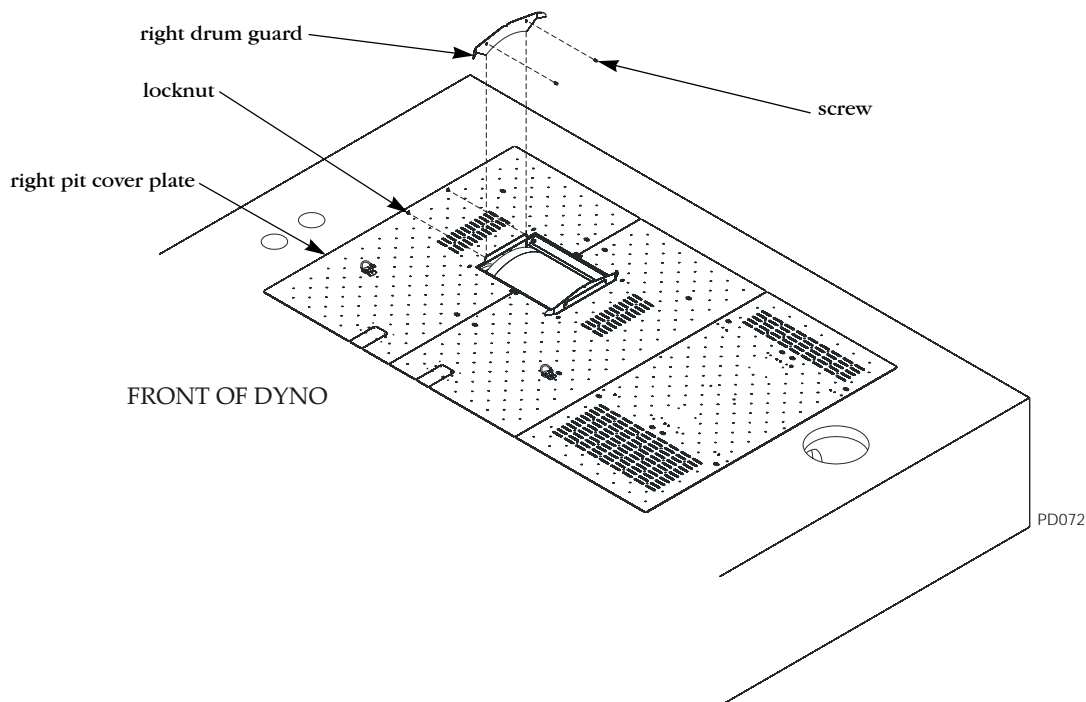 right drum guard
locknut
screw
right pit cover plate
FRONT OF DYNO
PD072